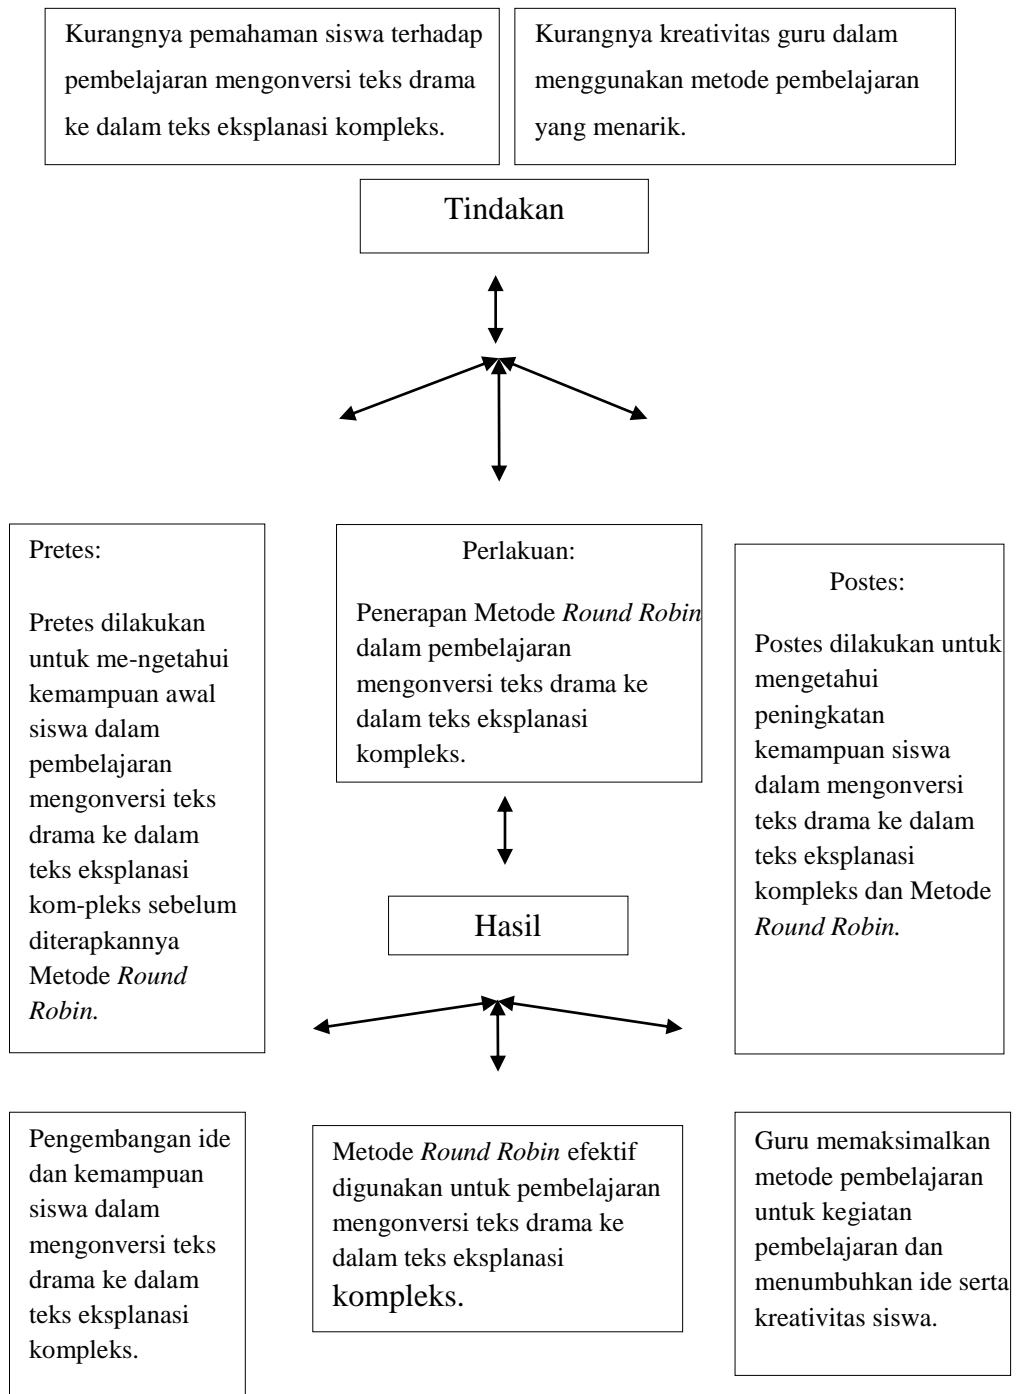 Kurangnya pemahaman siswa terhadap
pembelajaran mengonversi teks drama
ke dalam teks eksplanasi kompleks.
Kurangnya kreativitas guru dalam
menggunakan metode pembelajaran
yang menarik.
Tindakan
Pretes:
Pretes dilakukan
untuk me-ngetahui
kemampuan awal
siswa dalam
pembelajaran
mengonversi teks
drama ke dalam
teks eksplanasi
kom-pleks sebelum
diterapkannya
Metode Round
Robin.
Perlakuan:
Penerapan Metode Round Robin
dalam pembelajaran
mengonversi teks drama ke
dalam teks eksplanasi
kompleks.
Postes:
Postes dilakukan untuk
mengetahui
peningkatan
kemampuan siswa
dalam mengonversi
teks drama ke dalam
teks eksplanasi
kompleks dan Metode
Round Robin.
Hasil
Pengembangan ide
dan kemampuan
siswa dalam
mengonversi teks
drama ke dalam
teks eksplanasi
kompleks.
Metode Round Robin efektif
digunakan untuk pembelajaran
mengonversi teks drama ke
dalam teks eksplanasi
kompleks.
Guru memaksimalkan
metode pembelajaran
untuk kegiatan
pembelajaran dan
menumbuhkan ide serta
kreativitas siswa.